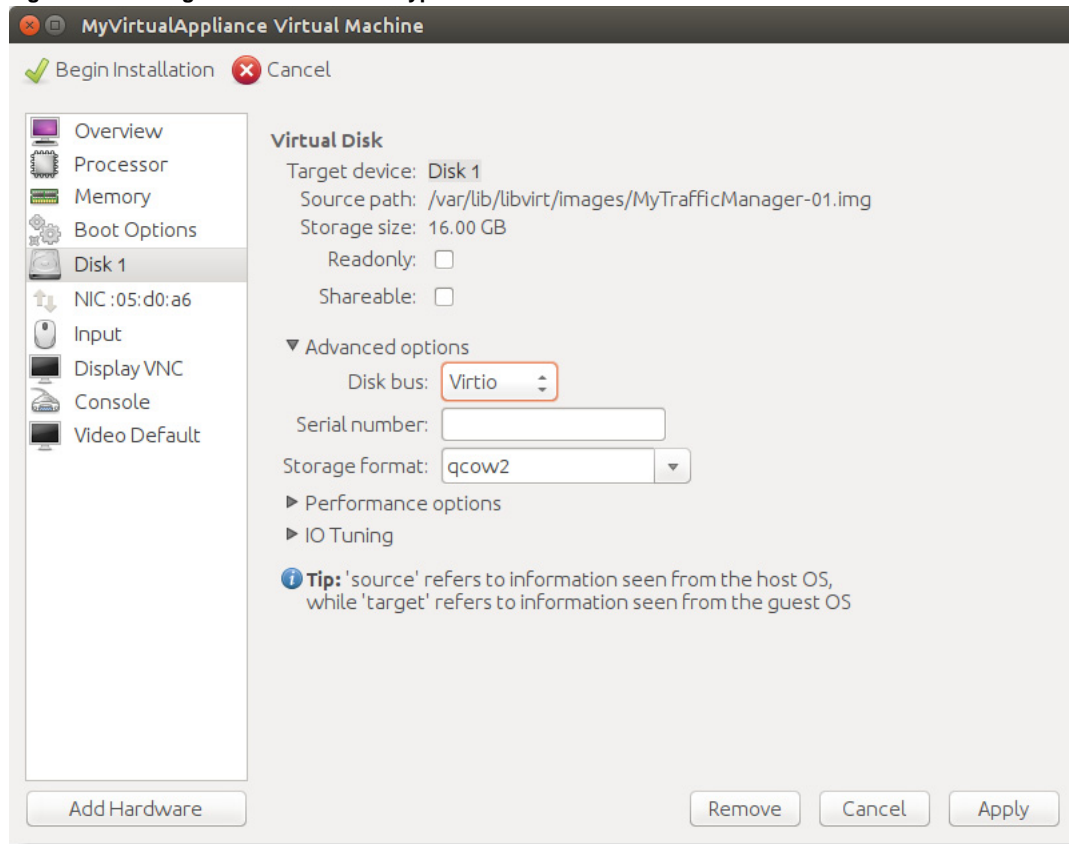 MyVirtualAppliance Virtual Machine
Begin Installation Cancel
Overview
Processor
Memory
Boot Options
Disk 1
NIC :05:d0:a6
Input
Display VNC
Console
Video Default
Add Hardware
Virtual Disk
Target device: Disk 1
Source path: /var/lib/libvirt/images/MyTrafficManager-01.img
Storage size: 16.00 GB
Readonly:
Shareable:
Advanced options
Disk bus: Virtio
Serial number:
Storage format: qcow2
Performance options
IO Tuning
Tip: 'source' refers to information seen from the host OS,
while 'target' refers to information seen from the guest OS
Remove Cancel Apply